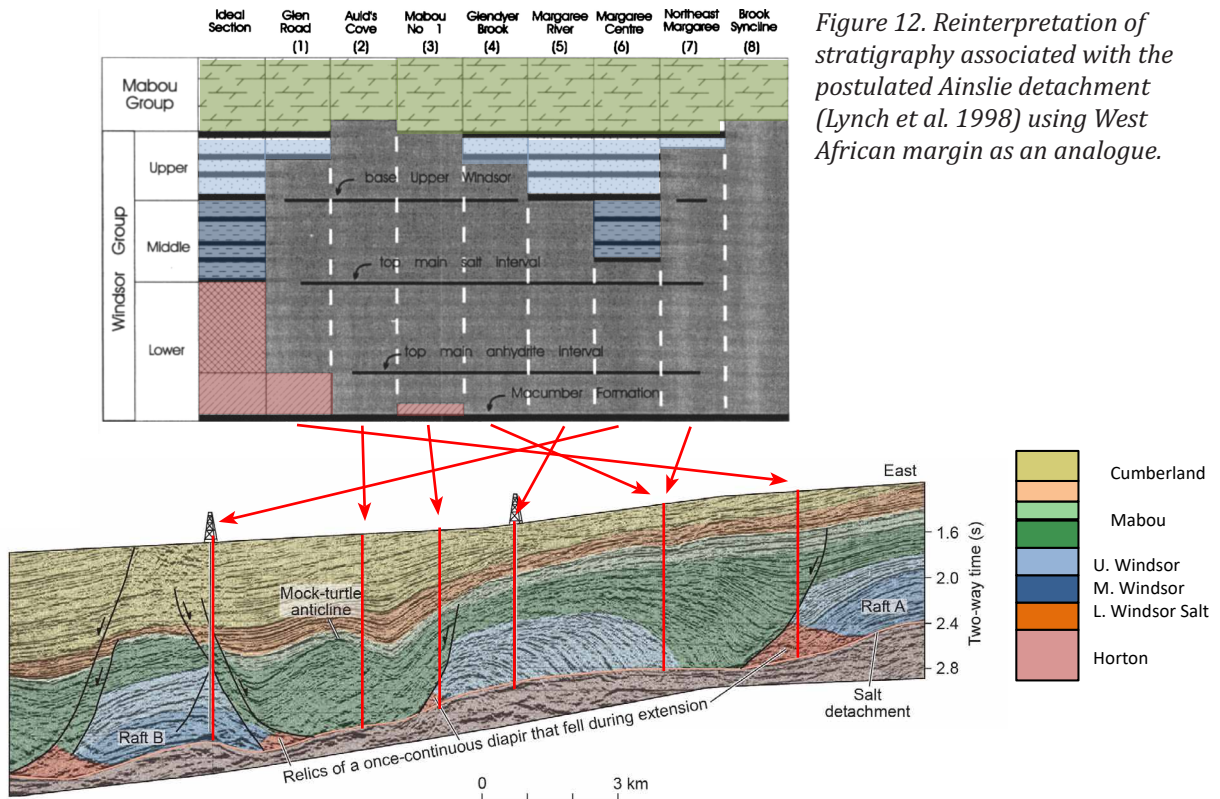 Ideal Section
Glen Road (1)
Auld's Cove (2)
Mabou No 1 (3)
Glendyer Brook (4)
Margaree River (5)
Margaree Centre (6)
Northeast Margaree (7)
Brook Syncline (8)
Figure 12. Reinterpretation of
stratigraphy associated with the
postulated Ainslie detachment
(Lynch et al. 1998) using West
African margin as an analogue.
Mabou Group
Windsor Group
Upper
base Upper Windsor
Middle
top main salt interval
Lower
top main anhydrite interval
Macumber Formation
East
Cumberland
Mabou
U. Windsor
M. Windsor
L. Windsor Salt
Horton
1.6
2.0
2.4
2.8
Two-way time (s)
Mock-turtle
anticline
Raft A
Raft B
Salt
detachment
Relics of a once-continuous diapir that fell during extension
0 3 km